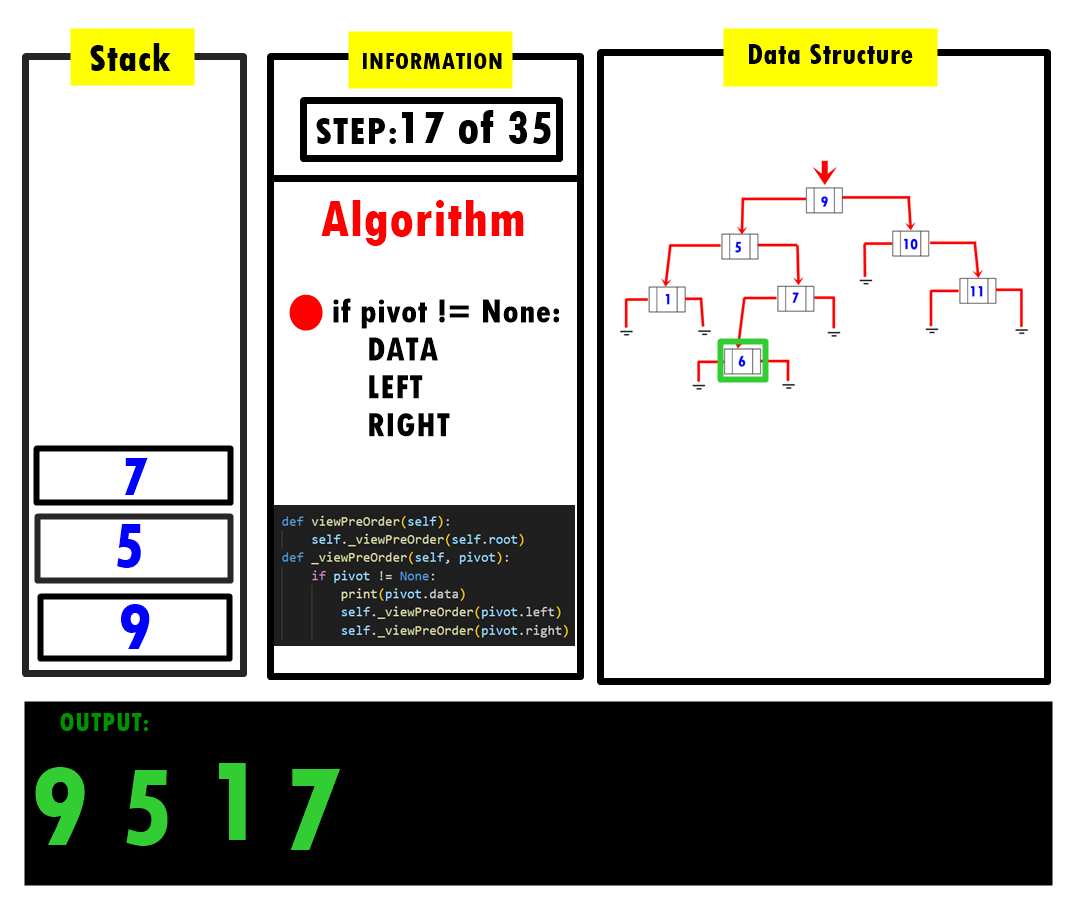 Stack
7
5
9
INFORMATION
STEP:17 of 35
Algorithm
if pivot != None:
DATA
LEFT
RIGHT
def viewPreOrder(self):
    self._viewPreOrder(self.root)
def _viewPreOrder(self, pivot):
    if pivot != None:
        print(pivot.data)
        self._viewPreOrder(pivot.left)
        self._viewPreOrder(pivot.right)
Data Structure
9
5
10
1
7
11
6
OUTPUT:
9 5 1 7